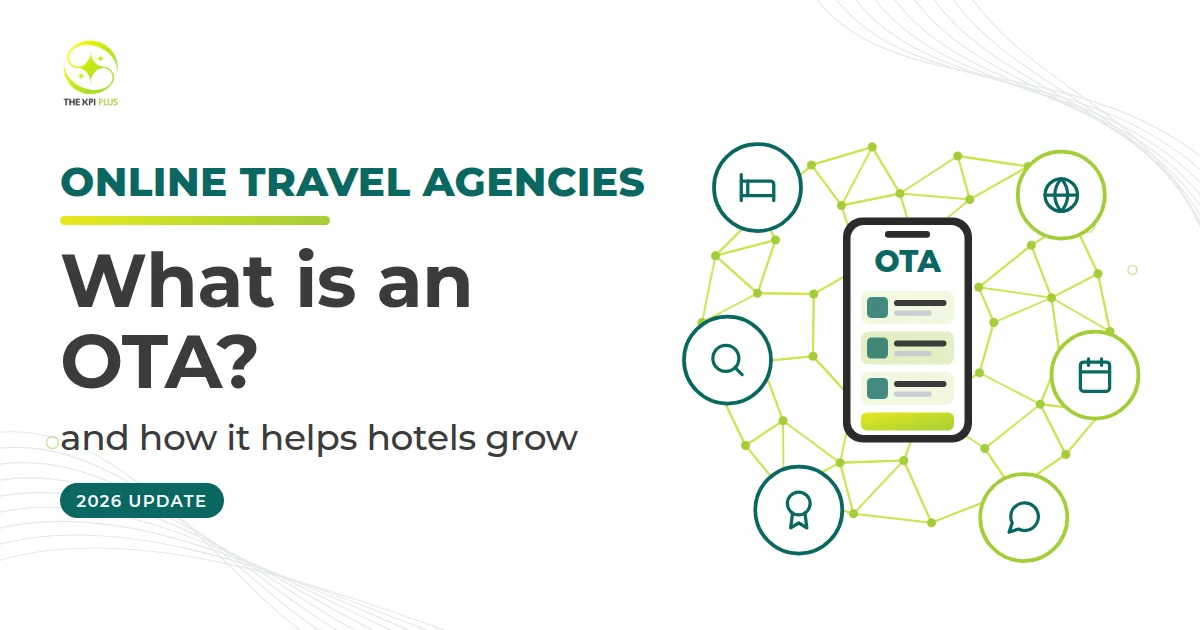 THE XPI PLUS
ONLINE TRAVEL AGENCIES
What is an
OTA?
and how it helps hotels grow
2026 UPDATE
OTA